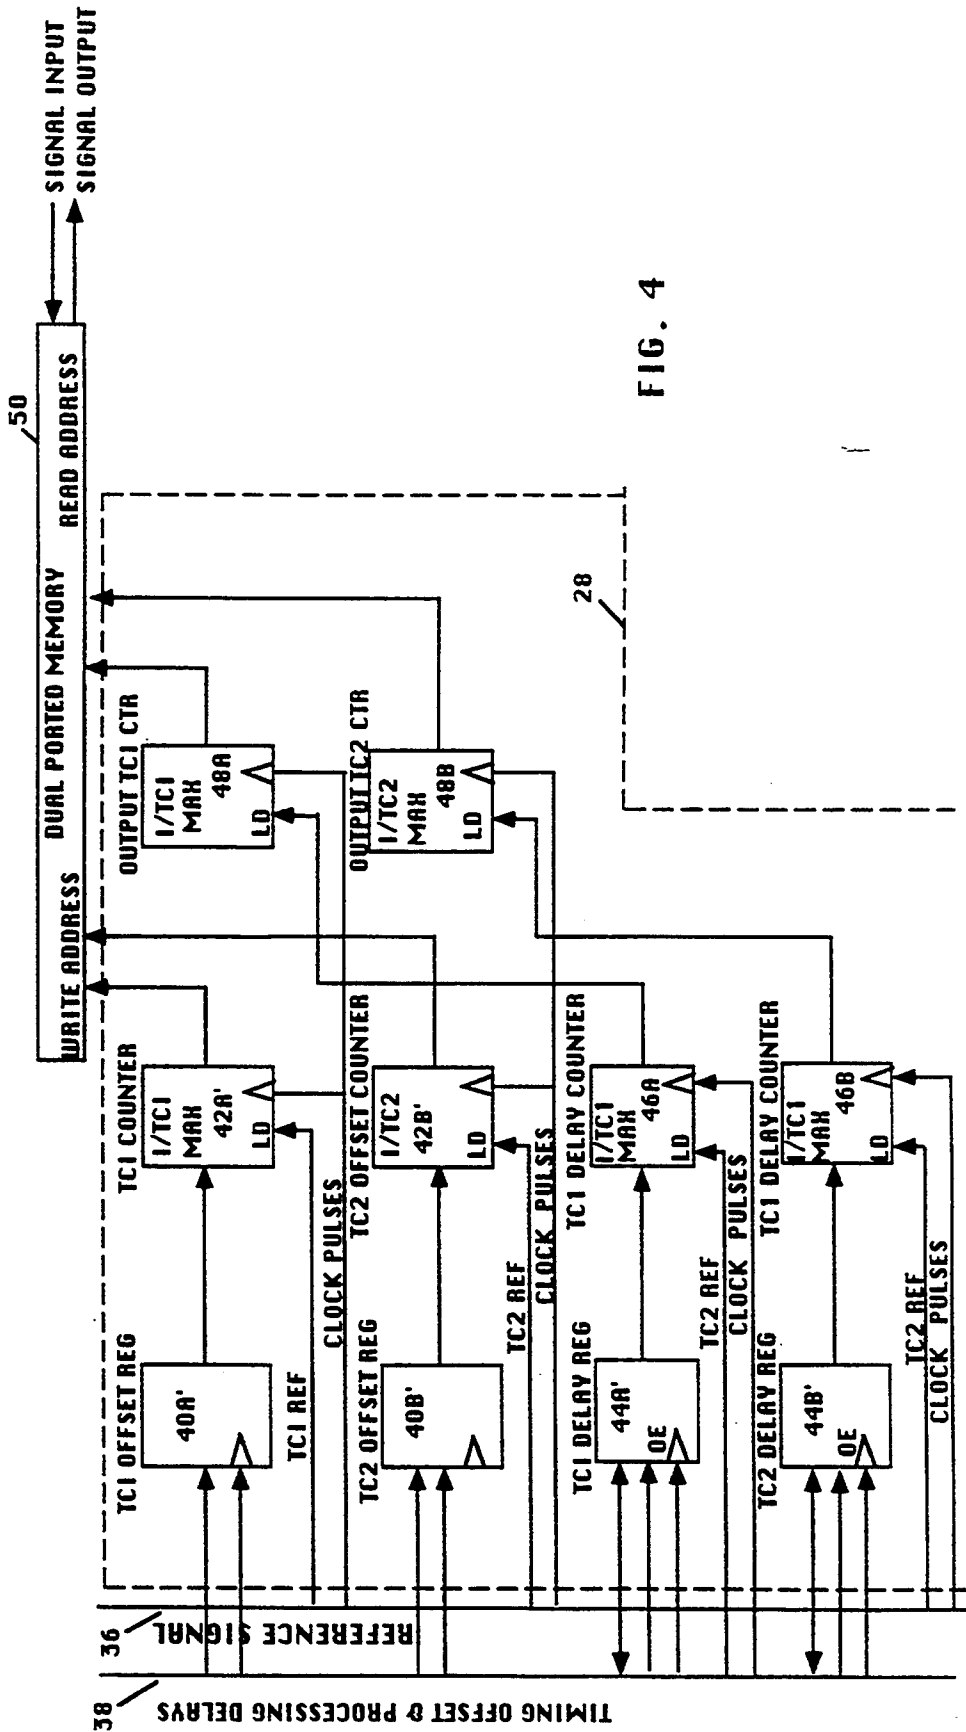 SIGNAL INPUT
SIGNAL OUTPUT
50
DUAL PORTED MEMORY
WRITE ADDRESS
READ ADDRESS
OUTPUT TC1 CTR
I/TC1
MAX
48A
LD
OUTPUT TC2 CTR
I/TC2
MAX
48B
LD
28
FIG. 4
TC1 COUNTER
I/TC1
MAX
42A'
LD
TC2 OFFSET COUNTER
I/TC2
42B'
LD
TC1 DELAY COUNTER
I/TC1
MAX
46A
LD
TC1 DELAY COUNTER
I/TC1
MAX
46B
LD
TC1 OFFSET REG
40A'
TC1 REF
CLOCK PULSES
TC2 OFFSET REG
40B'
TC2 REF
CLOCK PULSES
TC1 DELAY REG
44A'
OE
TC2 REF
CLOCK PULSES
TC2 DELAY REG
44B'
OE
TC2 REF
CLOCK PULSES
36
REFERENCE SIGNAL
38
TIMING OFFSET & PROCESSING DELAYS